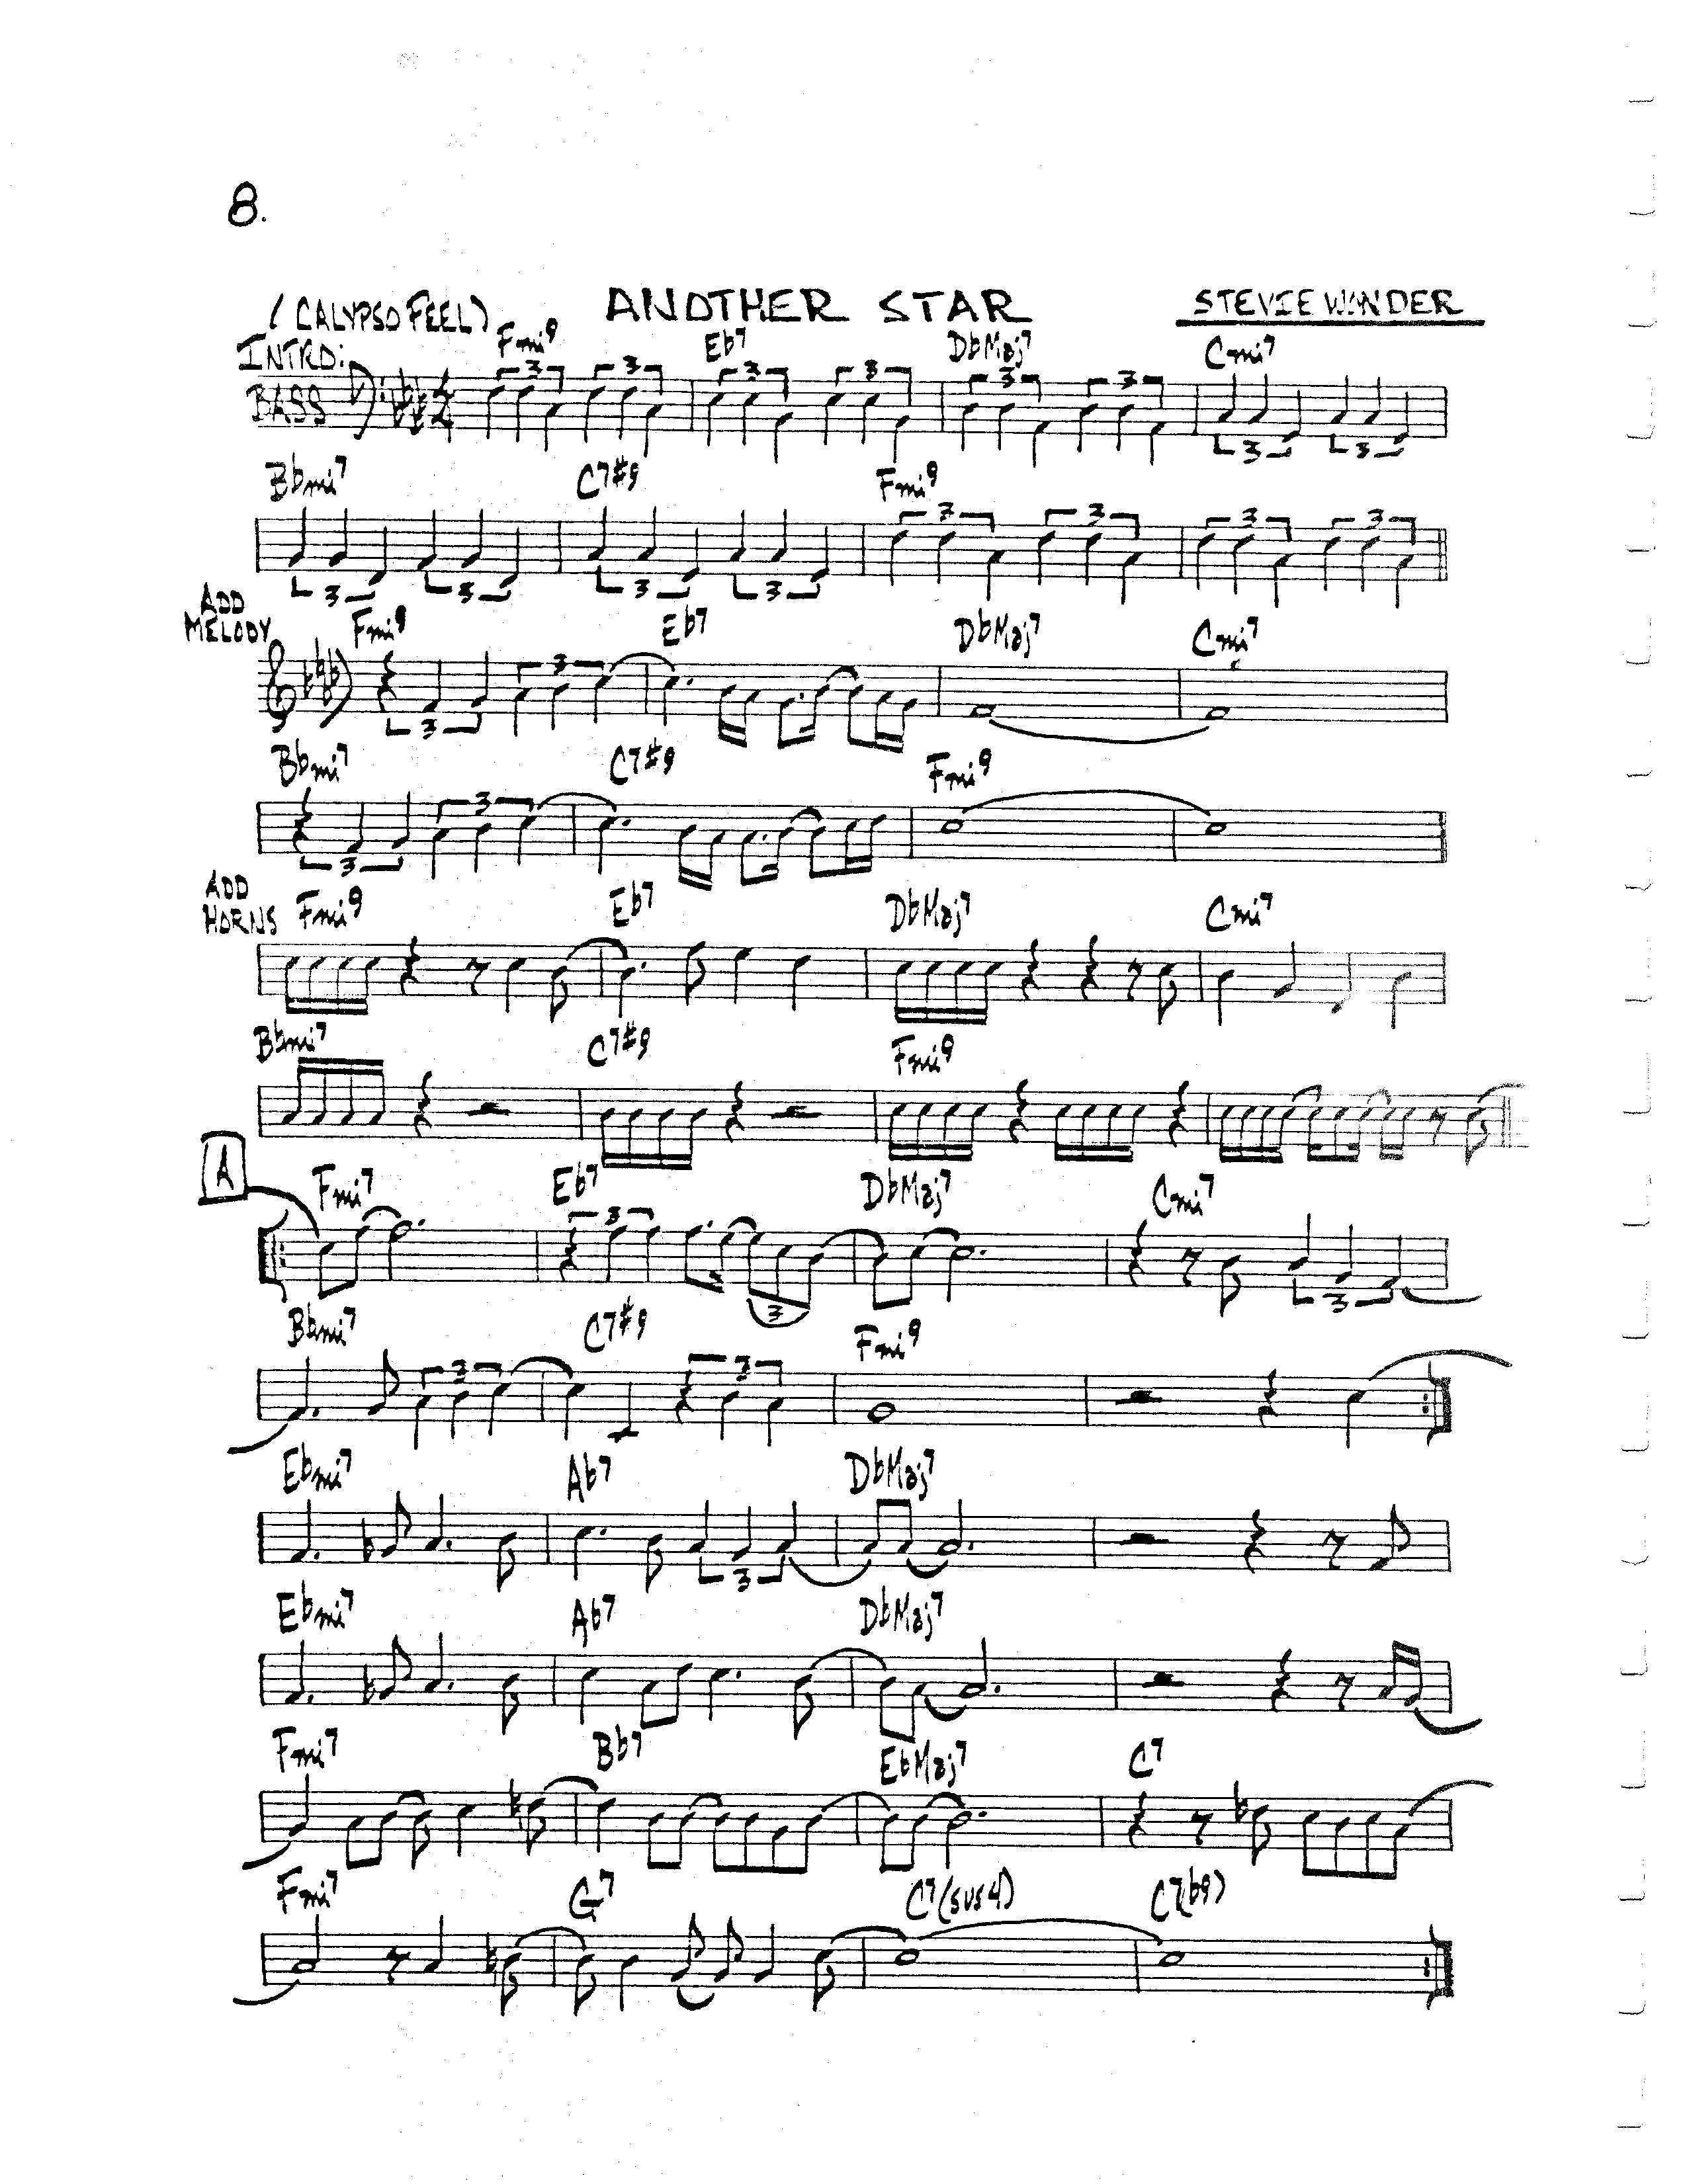 8.
(CALYPSO FEEL) ANOTHER STAR STEVIE WONDER
INTRO: Fmi9 Eb7 DbMaj7 Cmi7
BASS 3 3 3 3 3 3 3 3
Bbmi7 C7#9 Fmi9
3 3 3 3 3 3 3 3
ADD
MELODY Fmi9 Eb7 DbMaj7 Cmi7
3 3
Bbmi7 C7#9 Fmi9
3 3
ADD
HORNS Fmi9 Eb7 DbMaj7 Cmi7
Bbmi7 C7#9 Fmi9
A
Fmi7 Eb7 DbMaj7 Cmi7
3 3 3
Bbmi7 C7#9 Fmi9
3 3
Ebmi7 Ab7 DbMaj7
3
Ebmi7 Ab7 DbMaj7
Fmi7 Bb7 EbMaj7 C7
Fmi7 G7 C7(sus4) C7(b9)